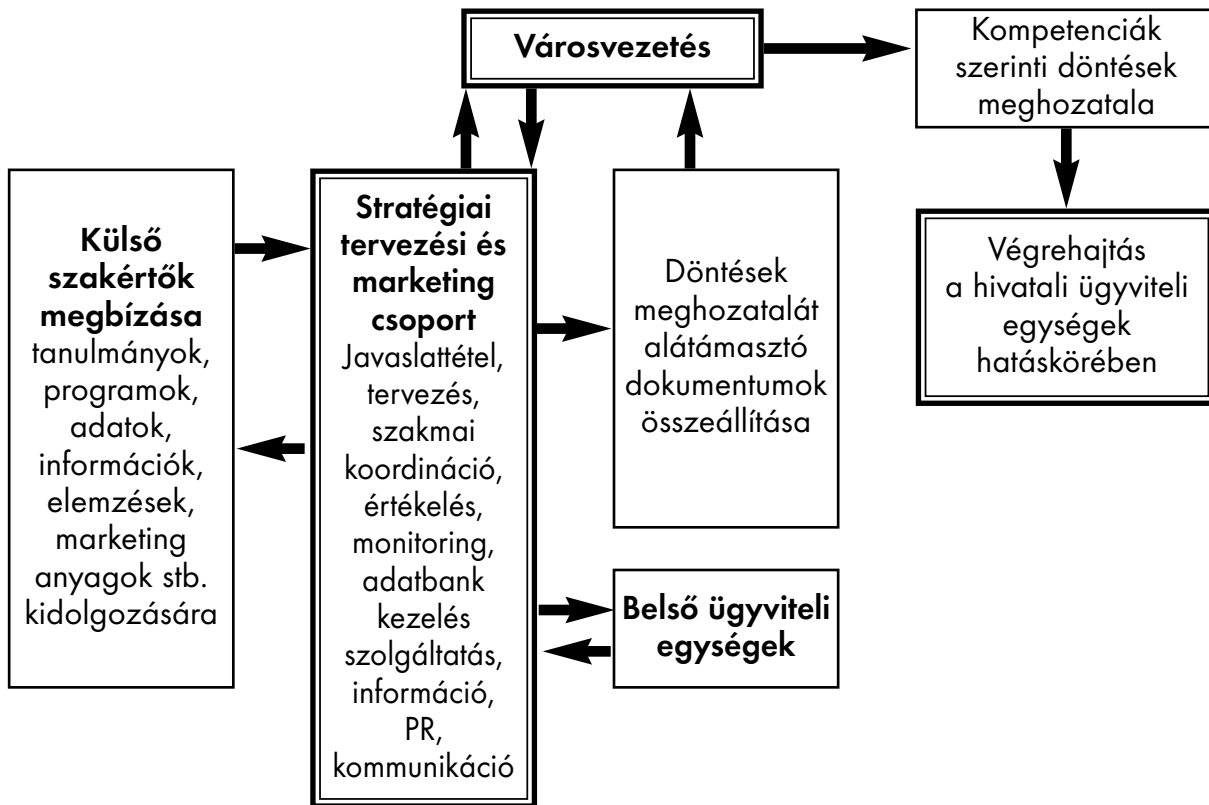 Városvezetés
Kompetenciák
szerinti döntések
meghozatala
Külső
szakértők
megbízása
tanulmányok,
programok,
adatok,
információk,
elemzések,
marketing
anyagok stb.
kidolgozására
Stratégiai
tervezési és
marketing
csoport
Javaslattétel,
tervezés,
szakmai
koordináció,
értékelés,
monitoring,
adatbank
kezelés
szolgáltatás,
információ,
PR,
kommunikáció
Döntések
meghozatalát
alátámasztó
dokumentumok
összeállítása
Végrehajtás
a hivatali ügyviteli
egységek
hatáskörében
Belső ügyviteli
egységek